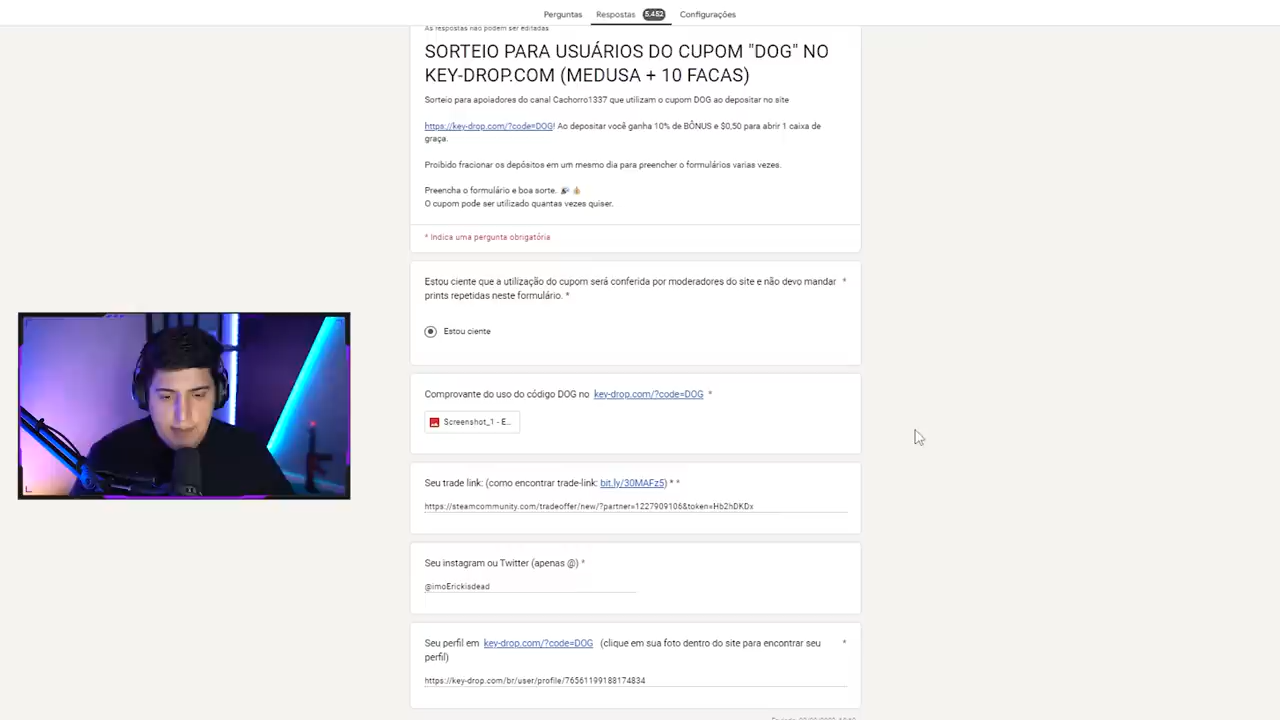 Perguntas Respostas 5,452 Configurações
As respostas não podem ser editadas
SORTEIO PARA USUÁRIOS DO CUPOM "DOG" NO
KEY-DROP.COM (MEDUSA + 10 FACAS)
Sorteio para apoiadores do canal Cachorro1337 que utilizam o cupom DOG ao depositar no site
https://key-drop.com/?code=DOG! Ao depositar você ganha 10% de BÔNUS e $0,50 para abrir 1 caixa de
graça.
Proibido fracionar os depósitos em um mesmo dia para preencher o formulários varias vezes.
Preencha o formulário e boa sorte. 🎉 💰
O cupom pode ser utilizado quantas vezes quiser.
* Indica uma pergunta obrigatória
Estou ciente que a utilização do cupom será conferida por moderadores do site e não devo mandar *
prints repetidas neste formulário. *
Estou ciente
Comprovante do uso do código DOG no key-drop.com/?code=DOG *
Screenshot_1 - E...
Seu trade link: (como encontrar trade-link: bit.ly/30MAFz5) * *
https://steamcommunity.com/tradeoffer/new/?partner=1227909106&token=Hb2hDKDx
Seu instagram ou Twitter (apenas @) *
@imoErickisdead
Seu perfil em key-drop.com/?code=DOG (clique em sua foto dentro do site para encontrar seu *
perfil)
https://key-drop.com/br/user/profile/76561199188174834